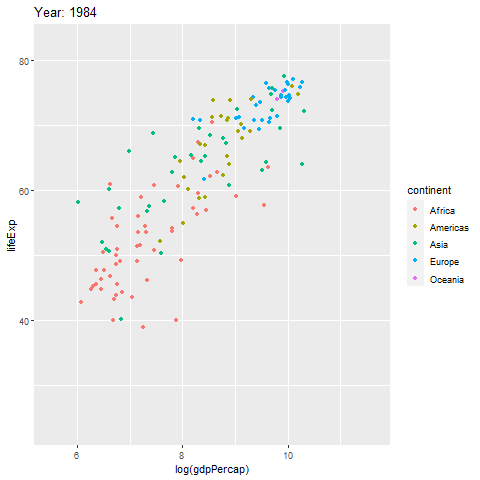 Year: 1984
80
60
40
lifeExp
6
8
10
log(gdpPercap)
continent
Africa
Americas
Asia
Europe
Oceania